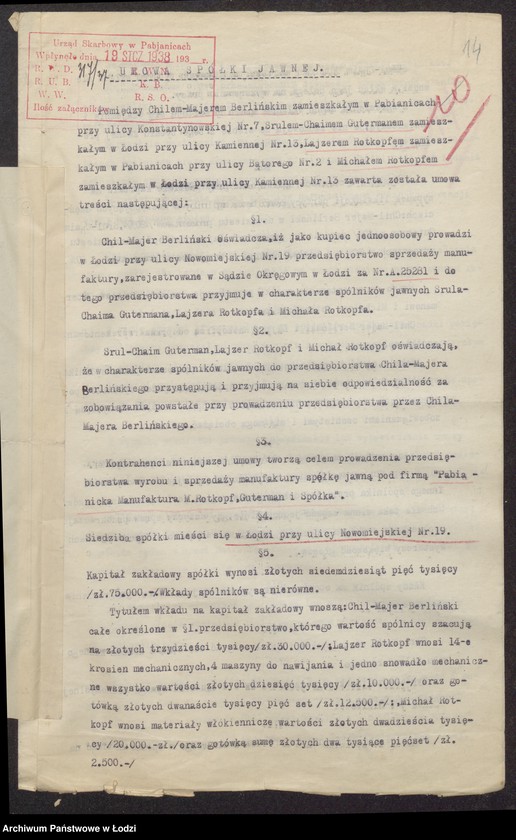 14
Urząd Skarbowy w Pabjanicach
Wpłynęło dnia 19 STCZ 1938 193 r.
R. P. D.
R. U. B. K. B.
W. W. R. S. O.
Ilość załączników
UMOWA SPÓŁKI JAWNEJ.
Pomiędzy Chilem-Majerem Berlińskim zamieszkałym w Pabianicach
przy ulicy Konstantynowskiej Nr.7, Srulem-Chaimem Gutermanem zamiesz-
kałym w Łodzi przy ulicy Kamiennej Nr.13, Lajzerem Rotkopfem zamiesz-
kałym w Pabianicach przy ulicy Batorego Nr.2 i Michałem Rotkopfem
zamieszkałym w Łodzi przy ulicy Kamiennej Nr.13 zawarta została umowa
treści następującej:
§1.
Chil-Majer Berliński oświadcza,iż jako kupiec jednoosobowy prowadzi
w Łodzi przy ulicy Nowomiejskiej Nr.19 przedsiębiorstwo sprzedaży manu-
faktury,zarejestrowane w Sądzie Okręgowym w Łodzi za Nr.A.25281 i do
tego przedsiębiorstwa przyjmuje w charakterze spólników jawnych Srula-
Chaima Gutermana,Lajzera Rotkopfa i Michała Rotkopfa.
§2.
Srul-Chaim Guterman,Lajzer Rotkopf i Michał Rotkopf oświadczają,
że w charakterze spólników jawnych do przedsiębiorstwa Chila-Majera
Berlińskiego przystępują i przyjmują na siebie odpowiedzialność za
zobowiązania powstałe przy prowadzeniu przedsiębiorstwa przez Chila-
Majera Berlińskiego.
§3.
Kontrahenci niniejszej umowy tworzą celem prowadzenia przedsię-
biorstwa wyrobu i sprzedaży manufaktury spółkę jawną pod firmą "Pabia -
nicka Manufaktura M.Rotkopf,Guterman i Spółka".
§4.
Siedziba spółki mieści się w Łodzi przy ulicy Nowomiejskiej Nr.19.
§5.
Kapitał zakładowy spółki wynosi złotych siedemdziesiąt pięć tysięcy
/zł.75.000.-/.Wkłady spólników są nierówne.
Tytułem wkładu na kapitał zakładowy wnoszą:Chil-Majer Berliński
całe określone w §1.przedsiębiorstwo,którego wartość spólnicy szacują
na złotych trzydzieści tysięcy/zł.30.000.-/:Lajzer Rotkopf wnosi 14-e
krosien mechanicznych,4 maszyny do nawijania i jedno snowadło mechanicz-
ne wszystko wartości złotych dziesięć tysięcy /zł.10.000.-/ oraz go-
tówką złotych dwanaście tysięcy pięć set /zł.12.500.-/:,Michał Rot-
kopf wnosi materiały włókiennicze wartości złotych dwadzieścia tysię-
cy /20.000.-zł./oraz gotówką sumę złotych dwa tysiące pięćset /zł.
2.500.-/
Archiwum Państwowe w Łodzi